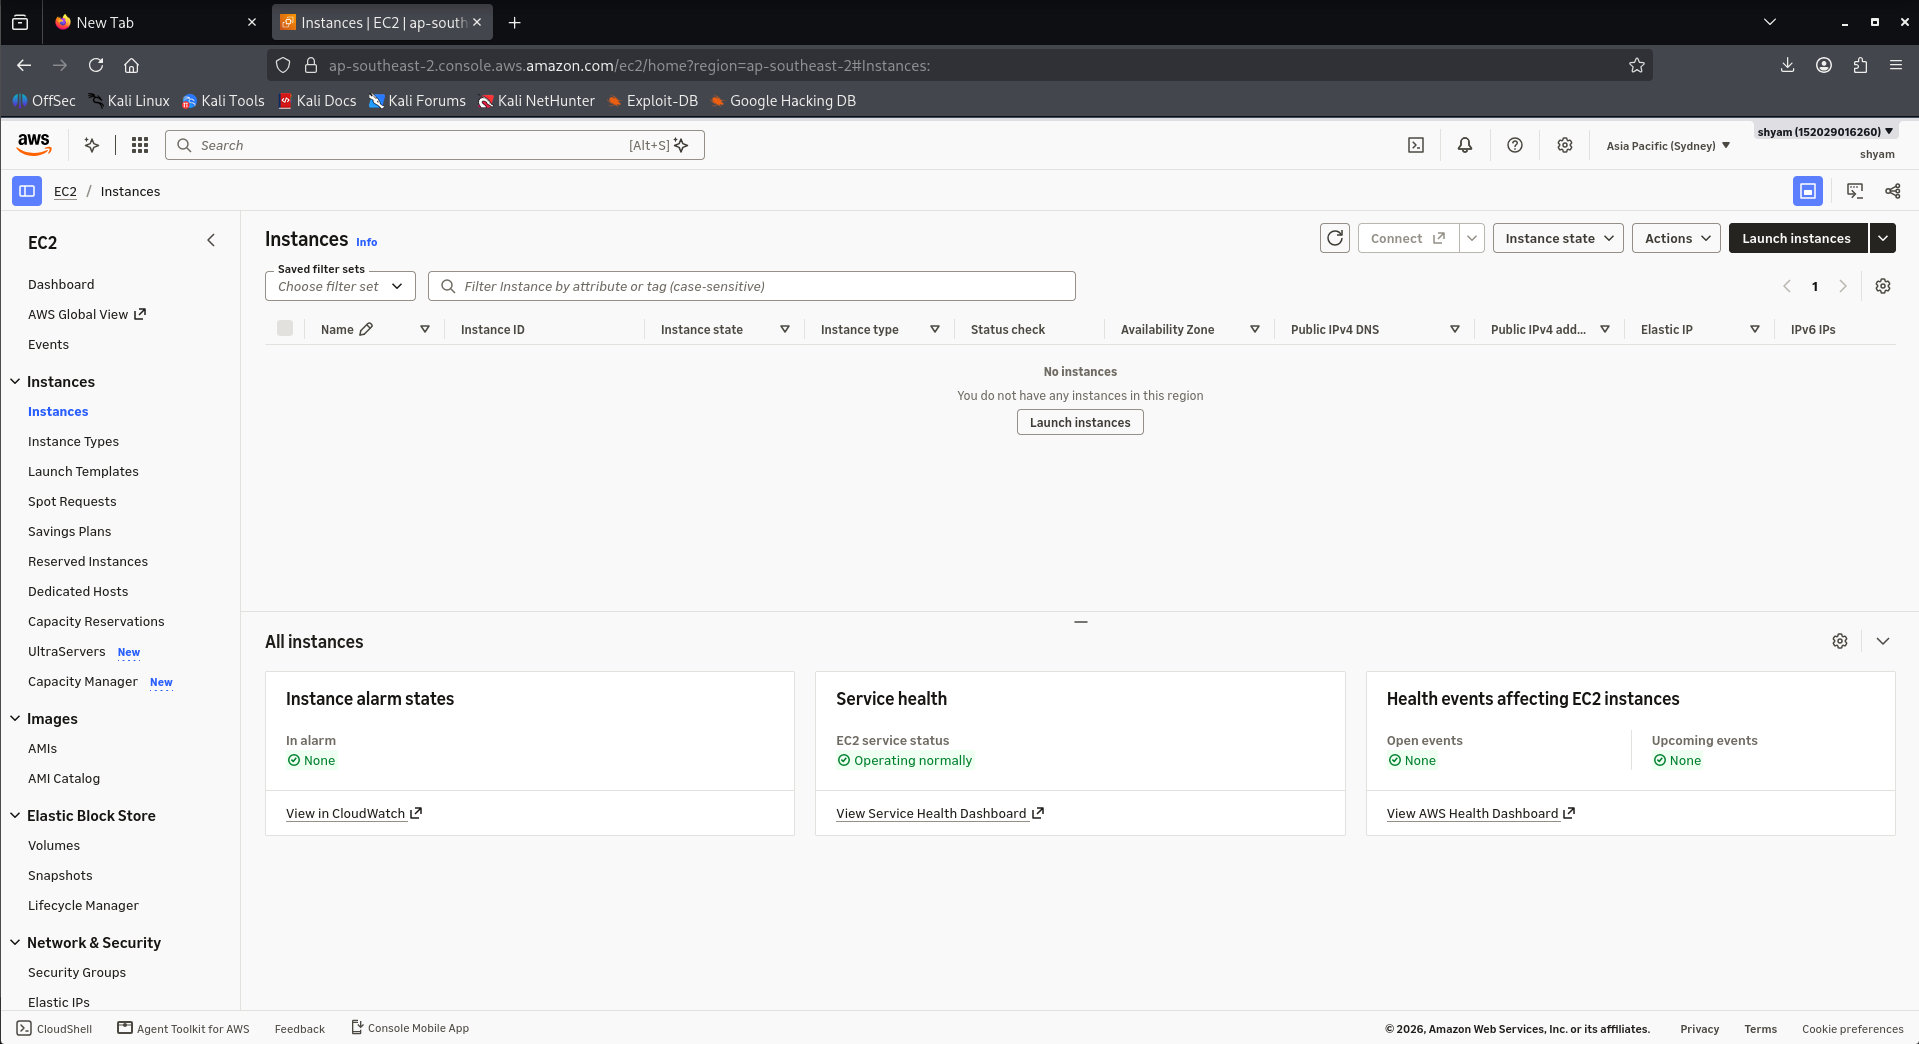 New Tab
Instances | EC2 | ap-south
ap-southeast-2.console.aws.amazon.com/ec2/home?region=ap-southeast-2#Instances:
OffSec Kali Linux Kali Tools Kali Docs Kali Forums Kali NetHunter Exploit-DB Google Hacking DB
aws
Search [Alt+S]
Asia Pacific (Sydney)
shyam (152029016260)
shyam
EC2 / Instances
EC2
Dashboard
AWS Global View
Events
Instances
Instances
Instance Types
Launch Templates
Spot Requests
Savings Plans
Reserved Instances
Dedicated Hosts
Capacity Reservations
UltraServers New
Capacity Manager New
Images
AMIs
AMI Catalog
Elastic Block Store
Volumes
Snapshots
Lifecycle Manager
Network & Security
Security Groups
Elastic IPs
Instances Info
Connect
Instance state
Actions
Launch instances
Saved filter sets
Choose filter set
Filter Instance by attribute or tag (case-sensitive)
1
Name Instance ID Instance state Instance type Status check Availability Zone Public IPv4 DNS Public IPv4 add... Elastic IP IPv6 IPs
No instances
You do not have any instances in this region
Launch instances
All instances
Instance alarm states
In alarm
None
View in CloudWatch
Service health
EC2 service status
Operating normally
View Service Health Dashboard
Health events affecting EC2 instances
Open events
None
Upcoming events
None
View AWS Health Dashboard
CloudShell Agent Toolkit for AWS Feedback Console Mobile App
© 2026, Amazon Web Services, Inc. or its affiliates. Privacy Terms Cookie preferences